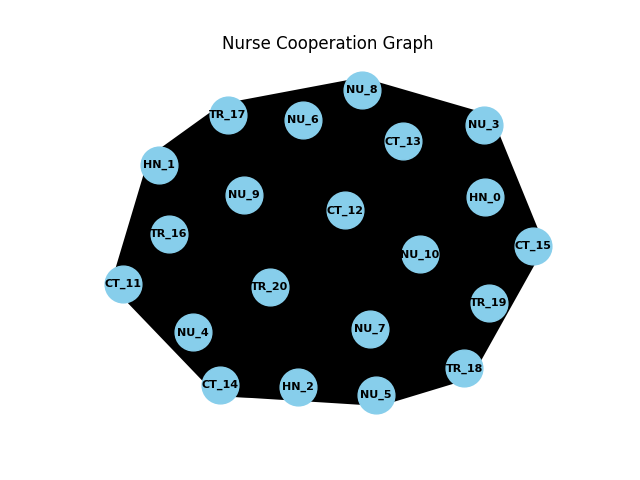 Nurse Cooperation Graph
NU_8
TR_17
NU_6
NU_3
CT_13
HN_1
NU_9
HN_0
CT_12
TR_16
CT_15
NU_10
CT_11
TR_20
TR_19
NU_7
NU_4
TR_18
CT_14
HN_2
NU_5